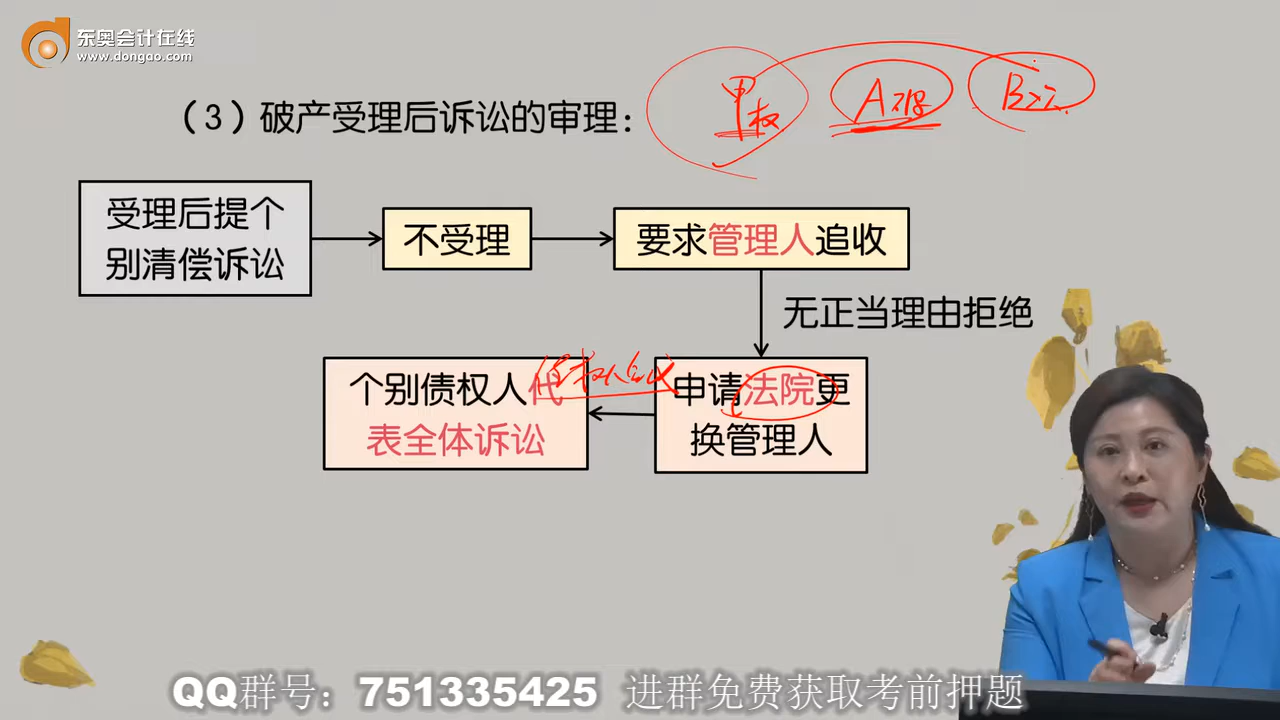 东奥会计在线
www.dongao.com
甲
权
A
B
（3）破产受理后诉讼的审理：
受理后提个
别清偿诉讼
不受理
要求管理人追收
无正当理由拒绝
个别债权人代
表全体诉讼
申请法院更
换管理人
QQ群号：751335425 进群免费获取考前押题